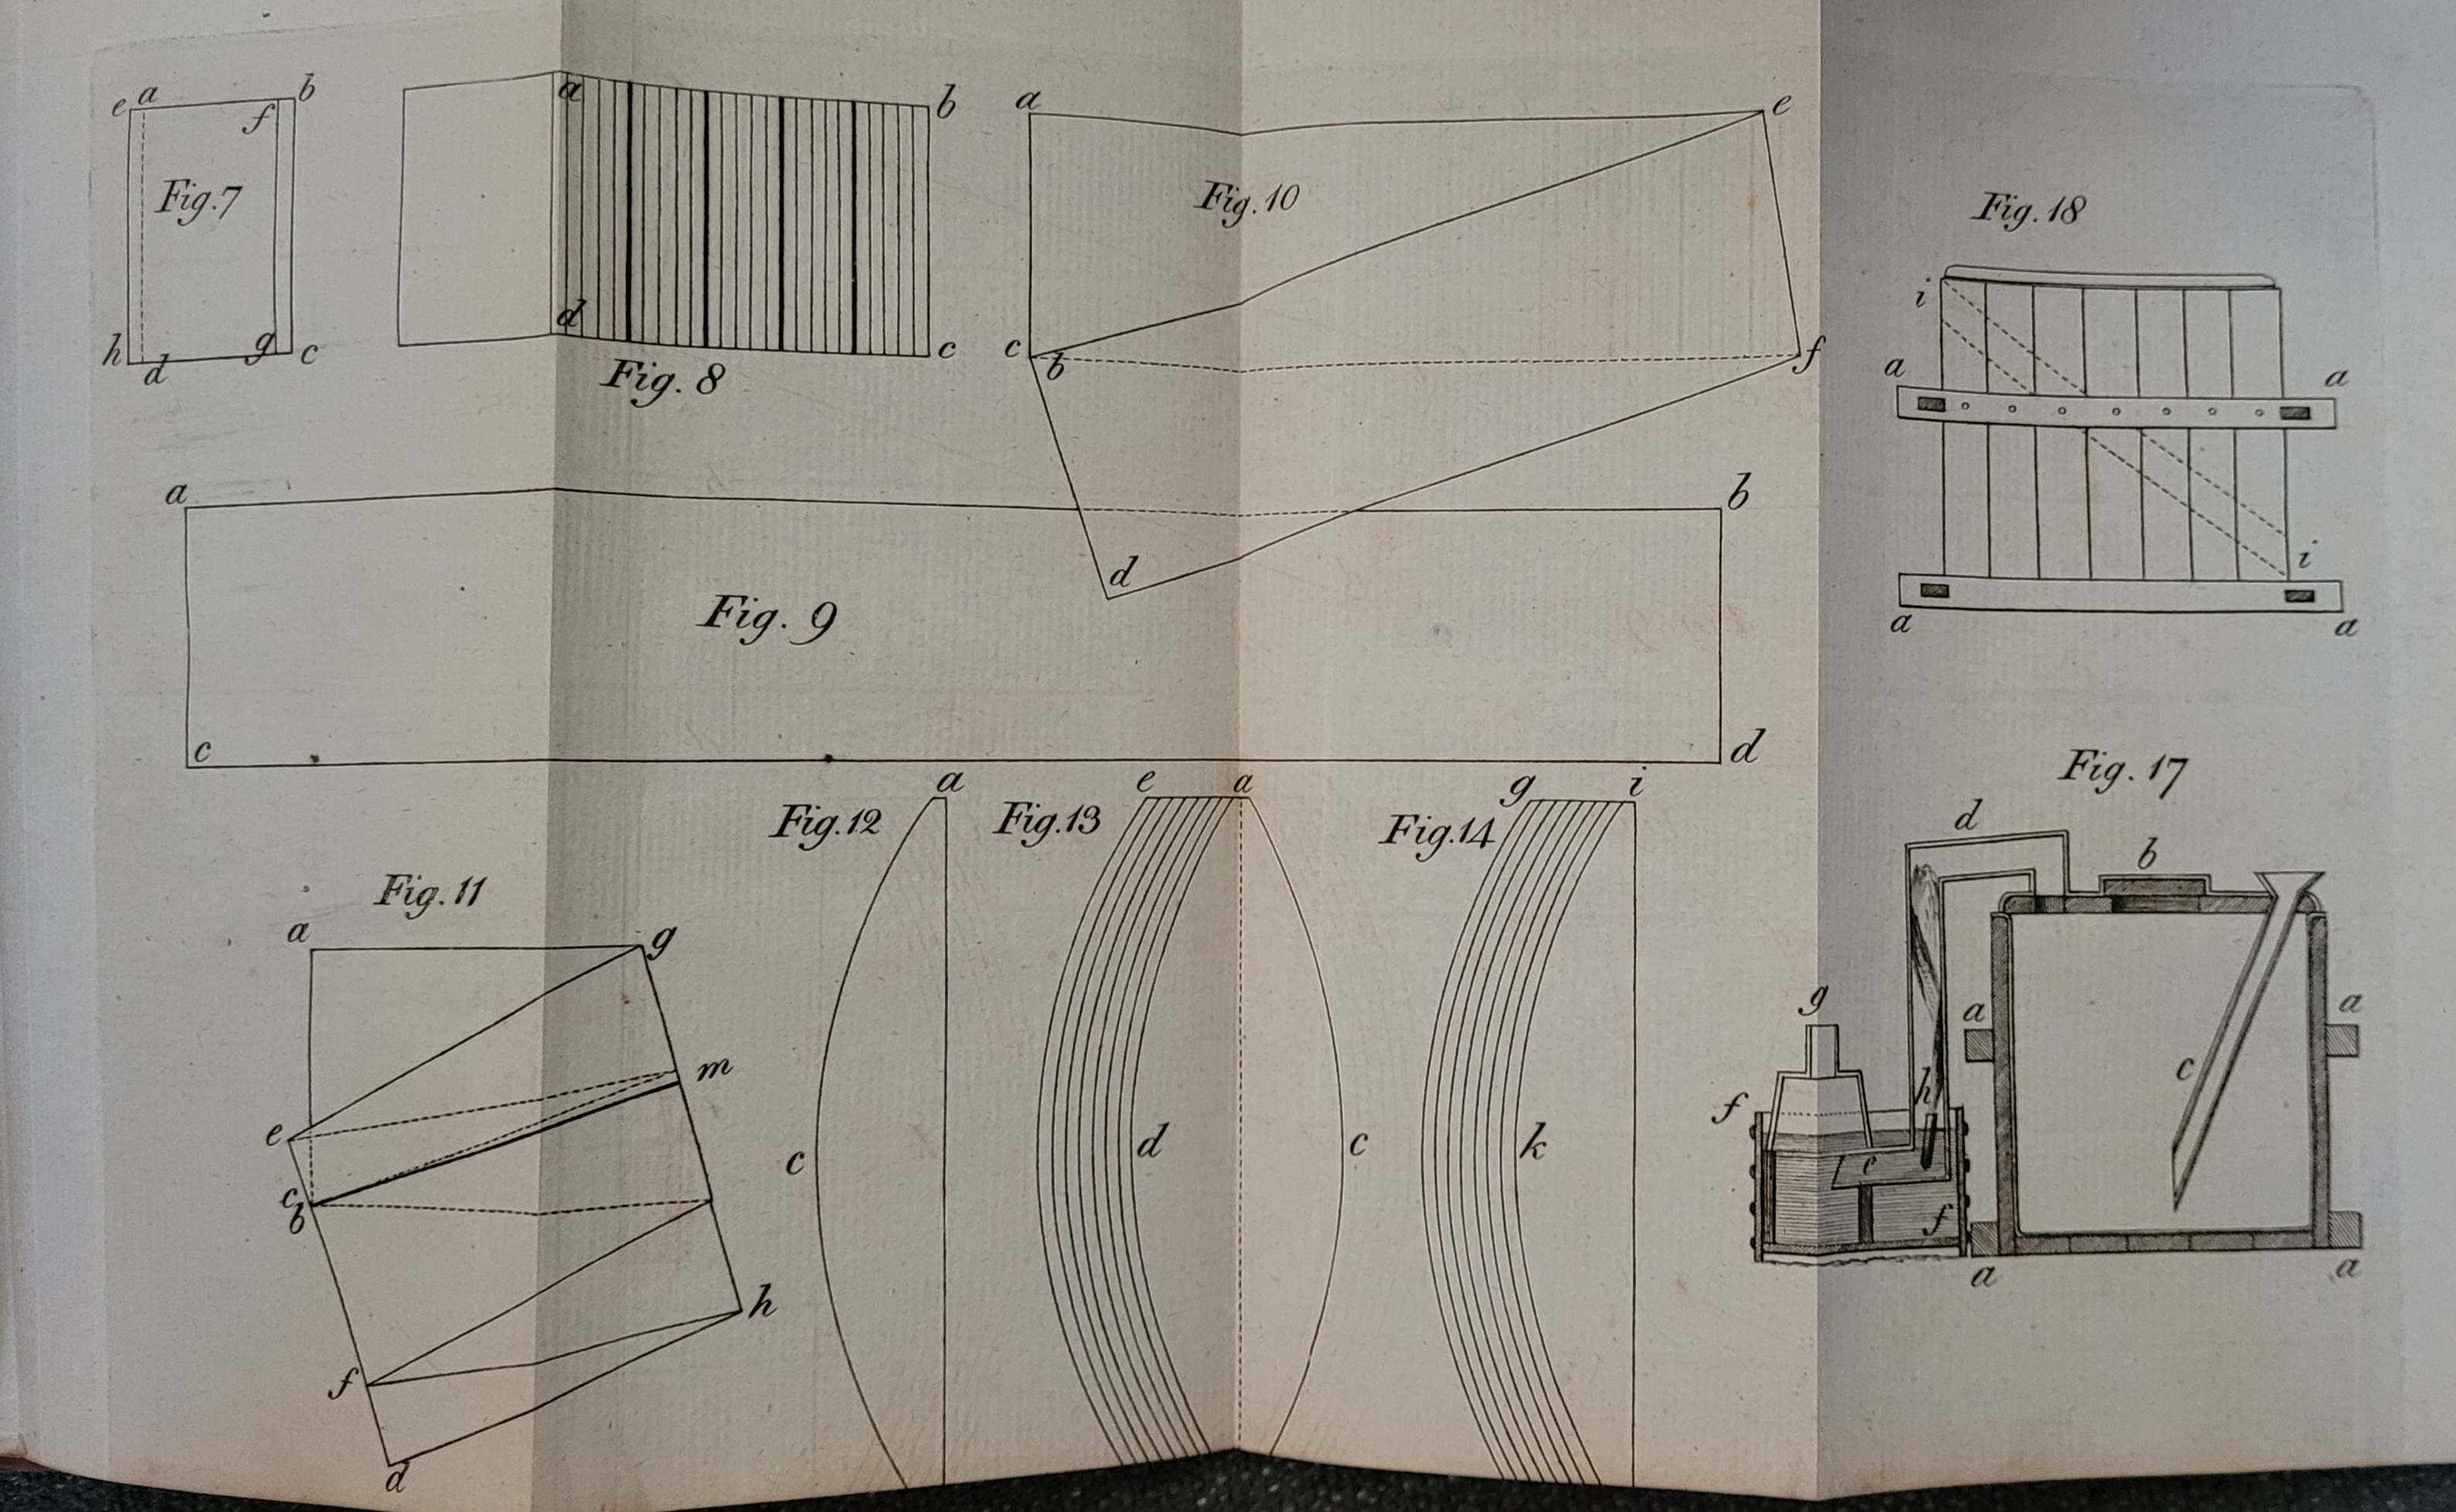 e a b
f
Fig.7
h d g c
a b
d c
Fig. 8
a e
Fig. 10
c b f
d
Fig. 18
i
a a
i
a a
a b
Fig. 9
c d
Fig. 11
a g
m
e
c
b
h
f
d
Fig. 12
a
c
Fig. 13
e a
d c
Fig. 14
g i
k
Fig. 17
d b
g a a
c
h
f
e
f
a a